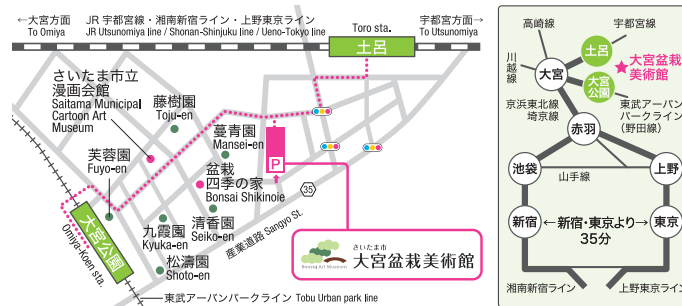 ←大宮方面
To Omiya
JR 宇都宮線・湘南新宿ライン・上野東京ライン
JR Utsunomiya line / Shonan-Shinjuku line / Ueno-Tokyo line
Toro sta.
土呂
宇都宮方面→
To Utsunomiya
さいたま市立
漫画会館
Saitama Municipal
Cartoon Art
Museum
藤樹園
Toju-en
蔓青園
Mansei-en
芙蓉園
Fuyo-en
盆栽
四季の家
Bonsai Shikinoie
P
35
大宮公園
Omiya-Koen sta.
九霞園
Kyuka-en
清香園
Seiko-en
松濤園
Shoto-en
産業道路 Sangyo St.
さいたま市
大宮盆栽美術館
Bonsai Art Museum
東武アーバンパークライン Tobu Urban park line
高崎線
宇都宮線
川越線
土呂
大宮
大宮公園
★大宮盆栽
美術館
京浜東北線
埼京線
東武アーバン
パークライン
(野田線)
赤羽
池袋
上野
山手線
新宿
←新宿・東京より→
35分
東京
湘南新宿ライン
上野東京ライン